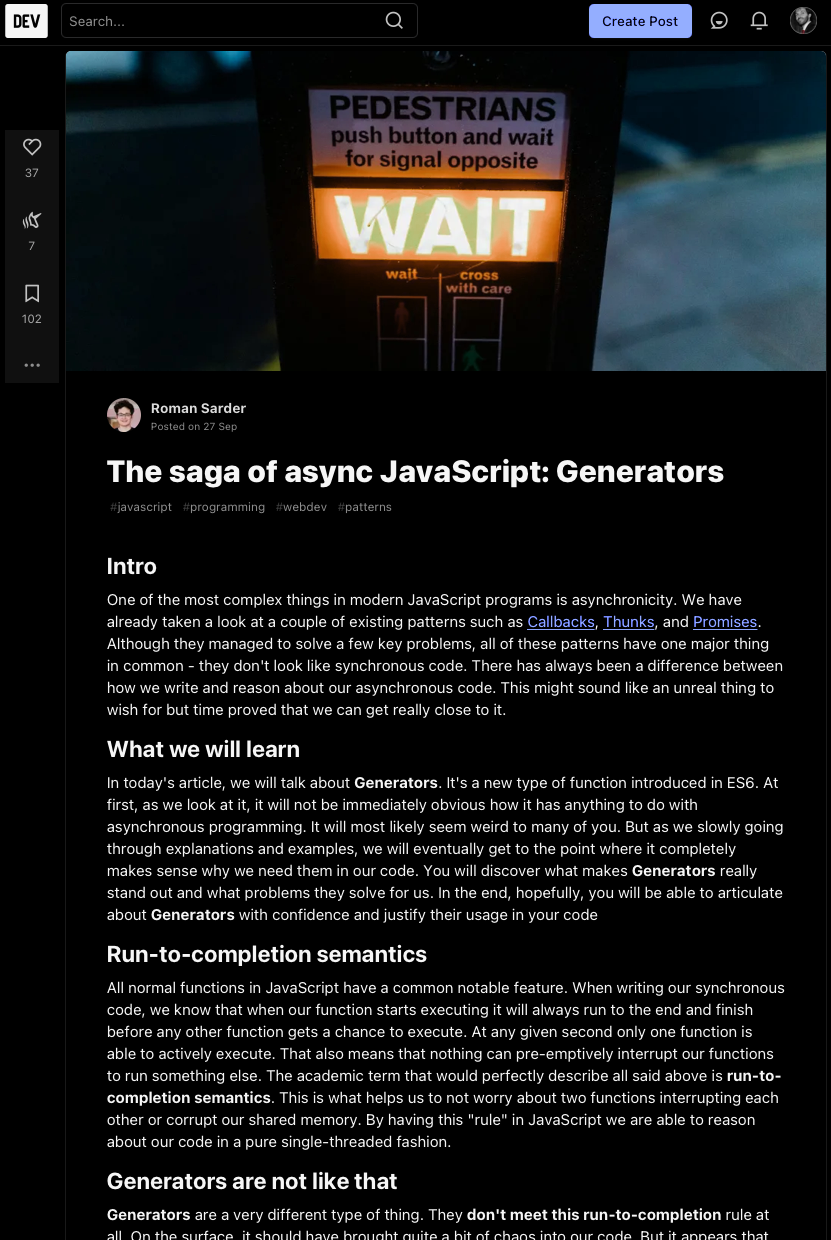 DEV
Search...
Create Post
PEDESTRIANS
push button and wait
for signal opposite
WAIT
wait
cross
with care
37
7
102
Roman Sarder
Posted on 27 Sep
The saga of async JavaScript: Generators
#javascript #programming #webdev #patterns
Intro
One of the most complex things in modern JavaScript programs is asynchronicity. We have
already taken a look at a couple of existing patterns such as Callbacks, Thunks, and Promises.
Although they managed to solve a few key problems, all of these patterns have one major thing
in common - they don't look like synchronous code. There has always been a difference between
how we write and reason about our asynchronous code. This might sound like an unreal thing to
wish for but time proved that we can get really close to it.
What we will learn
In today's article, we will talk about Generators. It's a new type of function introduced in ES6. At
first, as we look at it, it will not be immediately obvious how it has anything to do with
asynchronous programming. It will most likely seem weird to many of you. But as we slowly going
through explanations and examples, we will eventually get to the point where it completely
makes sense why we need them in our code. You will discover what makes Generators really
stand out and what problems they solve for us. In the end, hopefully, you will be able to articulate
about Generators with confidence and justify their usage in your code
Run-to-completion semantics
All normal functions in JavaScript have a common notable feature. When writing our synchronous
code, we know that when our function starts executing it will always run to the end and finish
before any other function gets a chance to execute. At any given second only one function is
able to actively execute. That also means that nothing can pre-emptively interrupt our functions
to run something else. The academic term that would perfectly describe all said above is run-to-
completion semantics. This is what helps us to not worry about two functions interrupting each
other or corrupt our shared memory. By having this "rule" in JavaScript we are able to reason
about our code in a pure single-threaded fashion.
Generators are not like that
Generators are a very different type of thing. They don't meet this run-to-completion rule at
all. On the surface, it should have brought quite a bit of chaos into our code. But it appears that